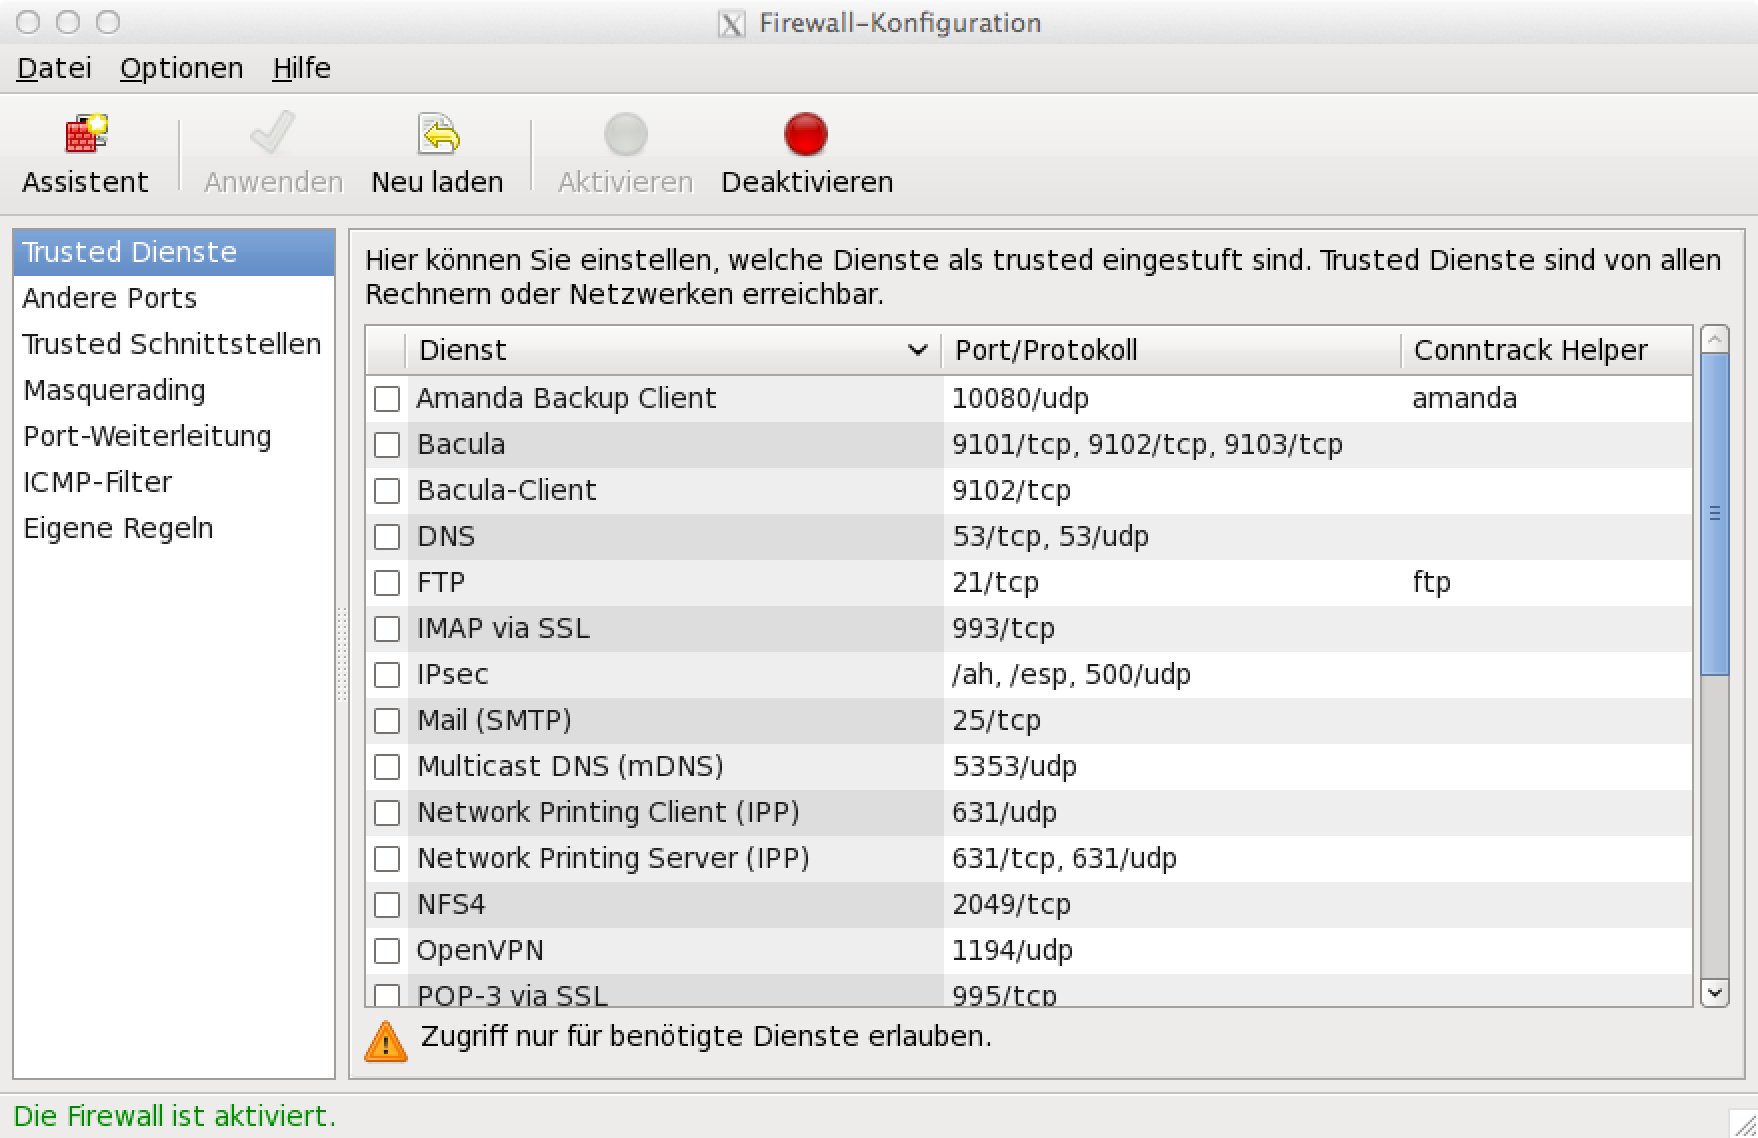 Firewall-Konfiguration
Datei Optionen Hilfe
Assistent Anwenden Neu laden Aktivieren Deaktivieren
Trusted Dienste
Andere Ports
Trusted Schnittstellen
Masquerading
Port-Weiterleitung
ICMP-Filter
Eigene Regeln
Hier können Sie einstellen, welche Dienste als trusted eingestuft sind. Trusted Dienste sind von allen
Rechnern oder Netzwerken erreichbar.
Dienst Port/Protokoll Conntrack Helper
Amanda Backup Client 10080/udp amanda
Bacula 9101/tcp, 9102/tcp, 9103/tcp
Bacula-Client 9102/tcp
DNS 53/tcp, 53/udp
FTP 21/tcp ftp
IMAP via SSL 993/tcp
IPsec /ah, /esp, 500/udp
Mail (SMTP) 25/tcp
Multicast DNS (mDNS) 5353/udp
Network Printing Client (IPP) 631/udp
Network Printing Server (IPP) 631/tcp, 631/udp
NFS4 2049/tcp
OpenVPN 1194/udp
POP-3 via SSL 995/tcp
Zugriff nur für benötigte Dienste erlauben.
Die Firewall ist aktiviert.